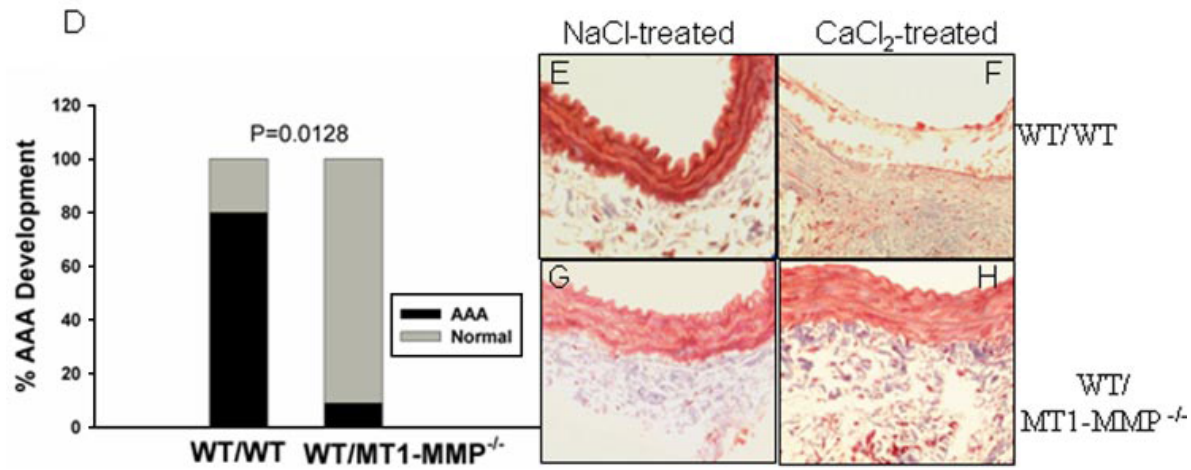 D
NaCl-treated
CaCl₂-treated
E
F
WT/WT
G
H
WT/
MT1-MMP⁻/⁻
% AAA Development
120
100
80
60
40
20
0
P=0.0128
AAA
Normal
WT/WT
WT/MT1-MMP⁻/⁻